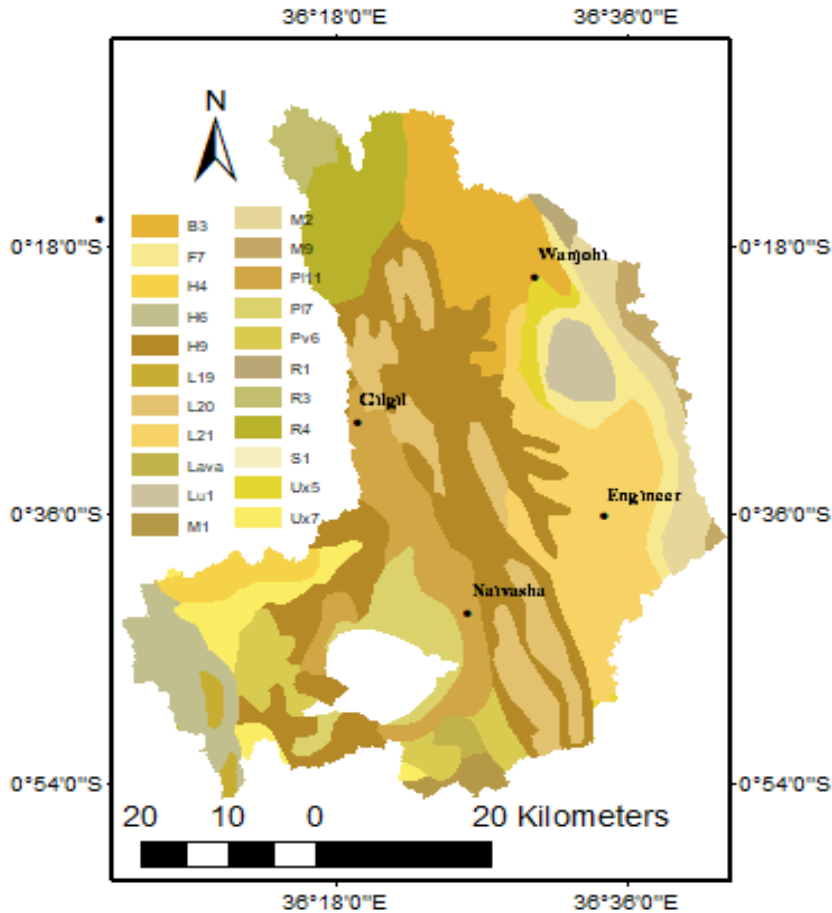 36°18'0"E 36°36'0"E
N
B3
F7
H4
H6
H9
L19
L20
L21
Lava
Lu1
M1
M2
M9
Pl11
Pl7
Pv6
R1
R3
R4
S1
Ux5
Ux7
0°18'0"S 0°18'0"S
Wanjohi
Gilgil
0°36'0"S 0°36'0"S
Engineer
Naivasha
0°54'0"S 0°54'0"S
20 10 0 20 Kilometers
36°18'0"E 36°36'0"E